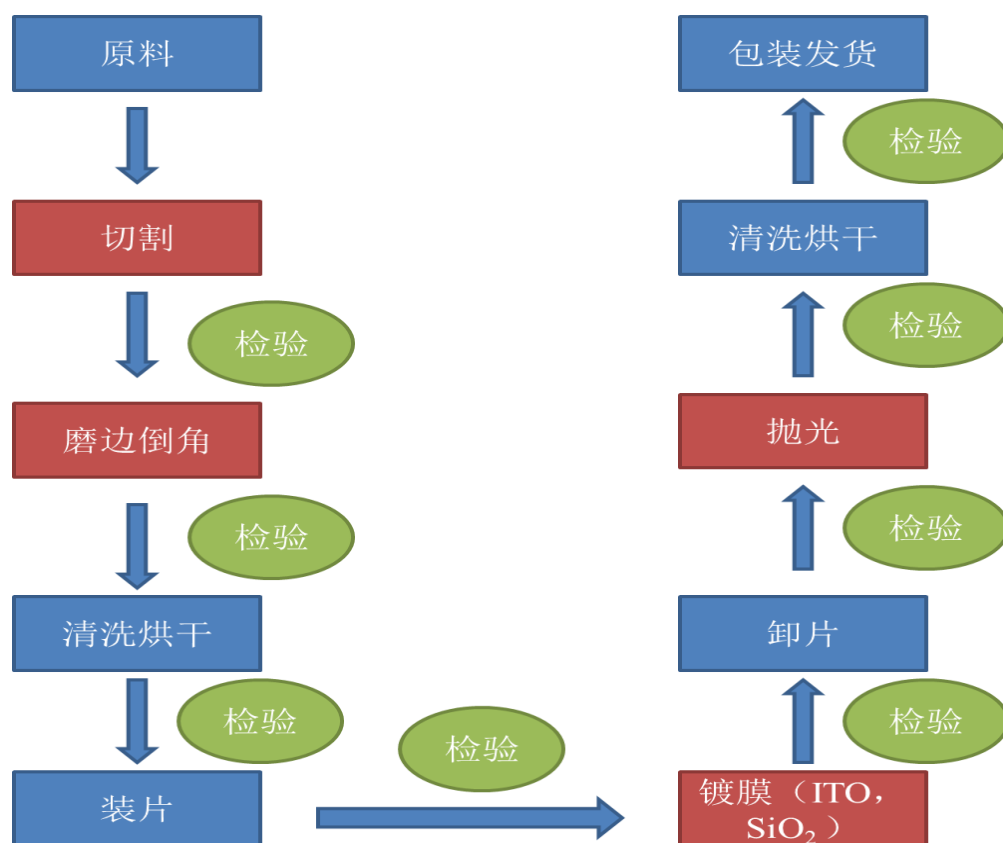 原料
切割
检验
磨边倒角
检验
清洗烘干
检验
装片
检验
镀膜（ITO，
SiO₂）
检验
卸片
检验
抛光
检验
清洗烘干
检验
包装发货